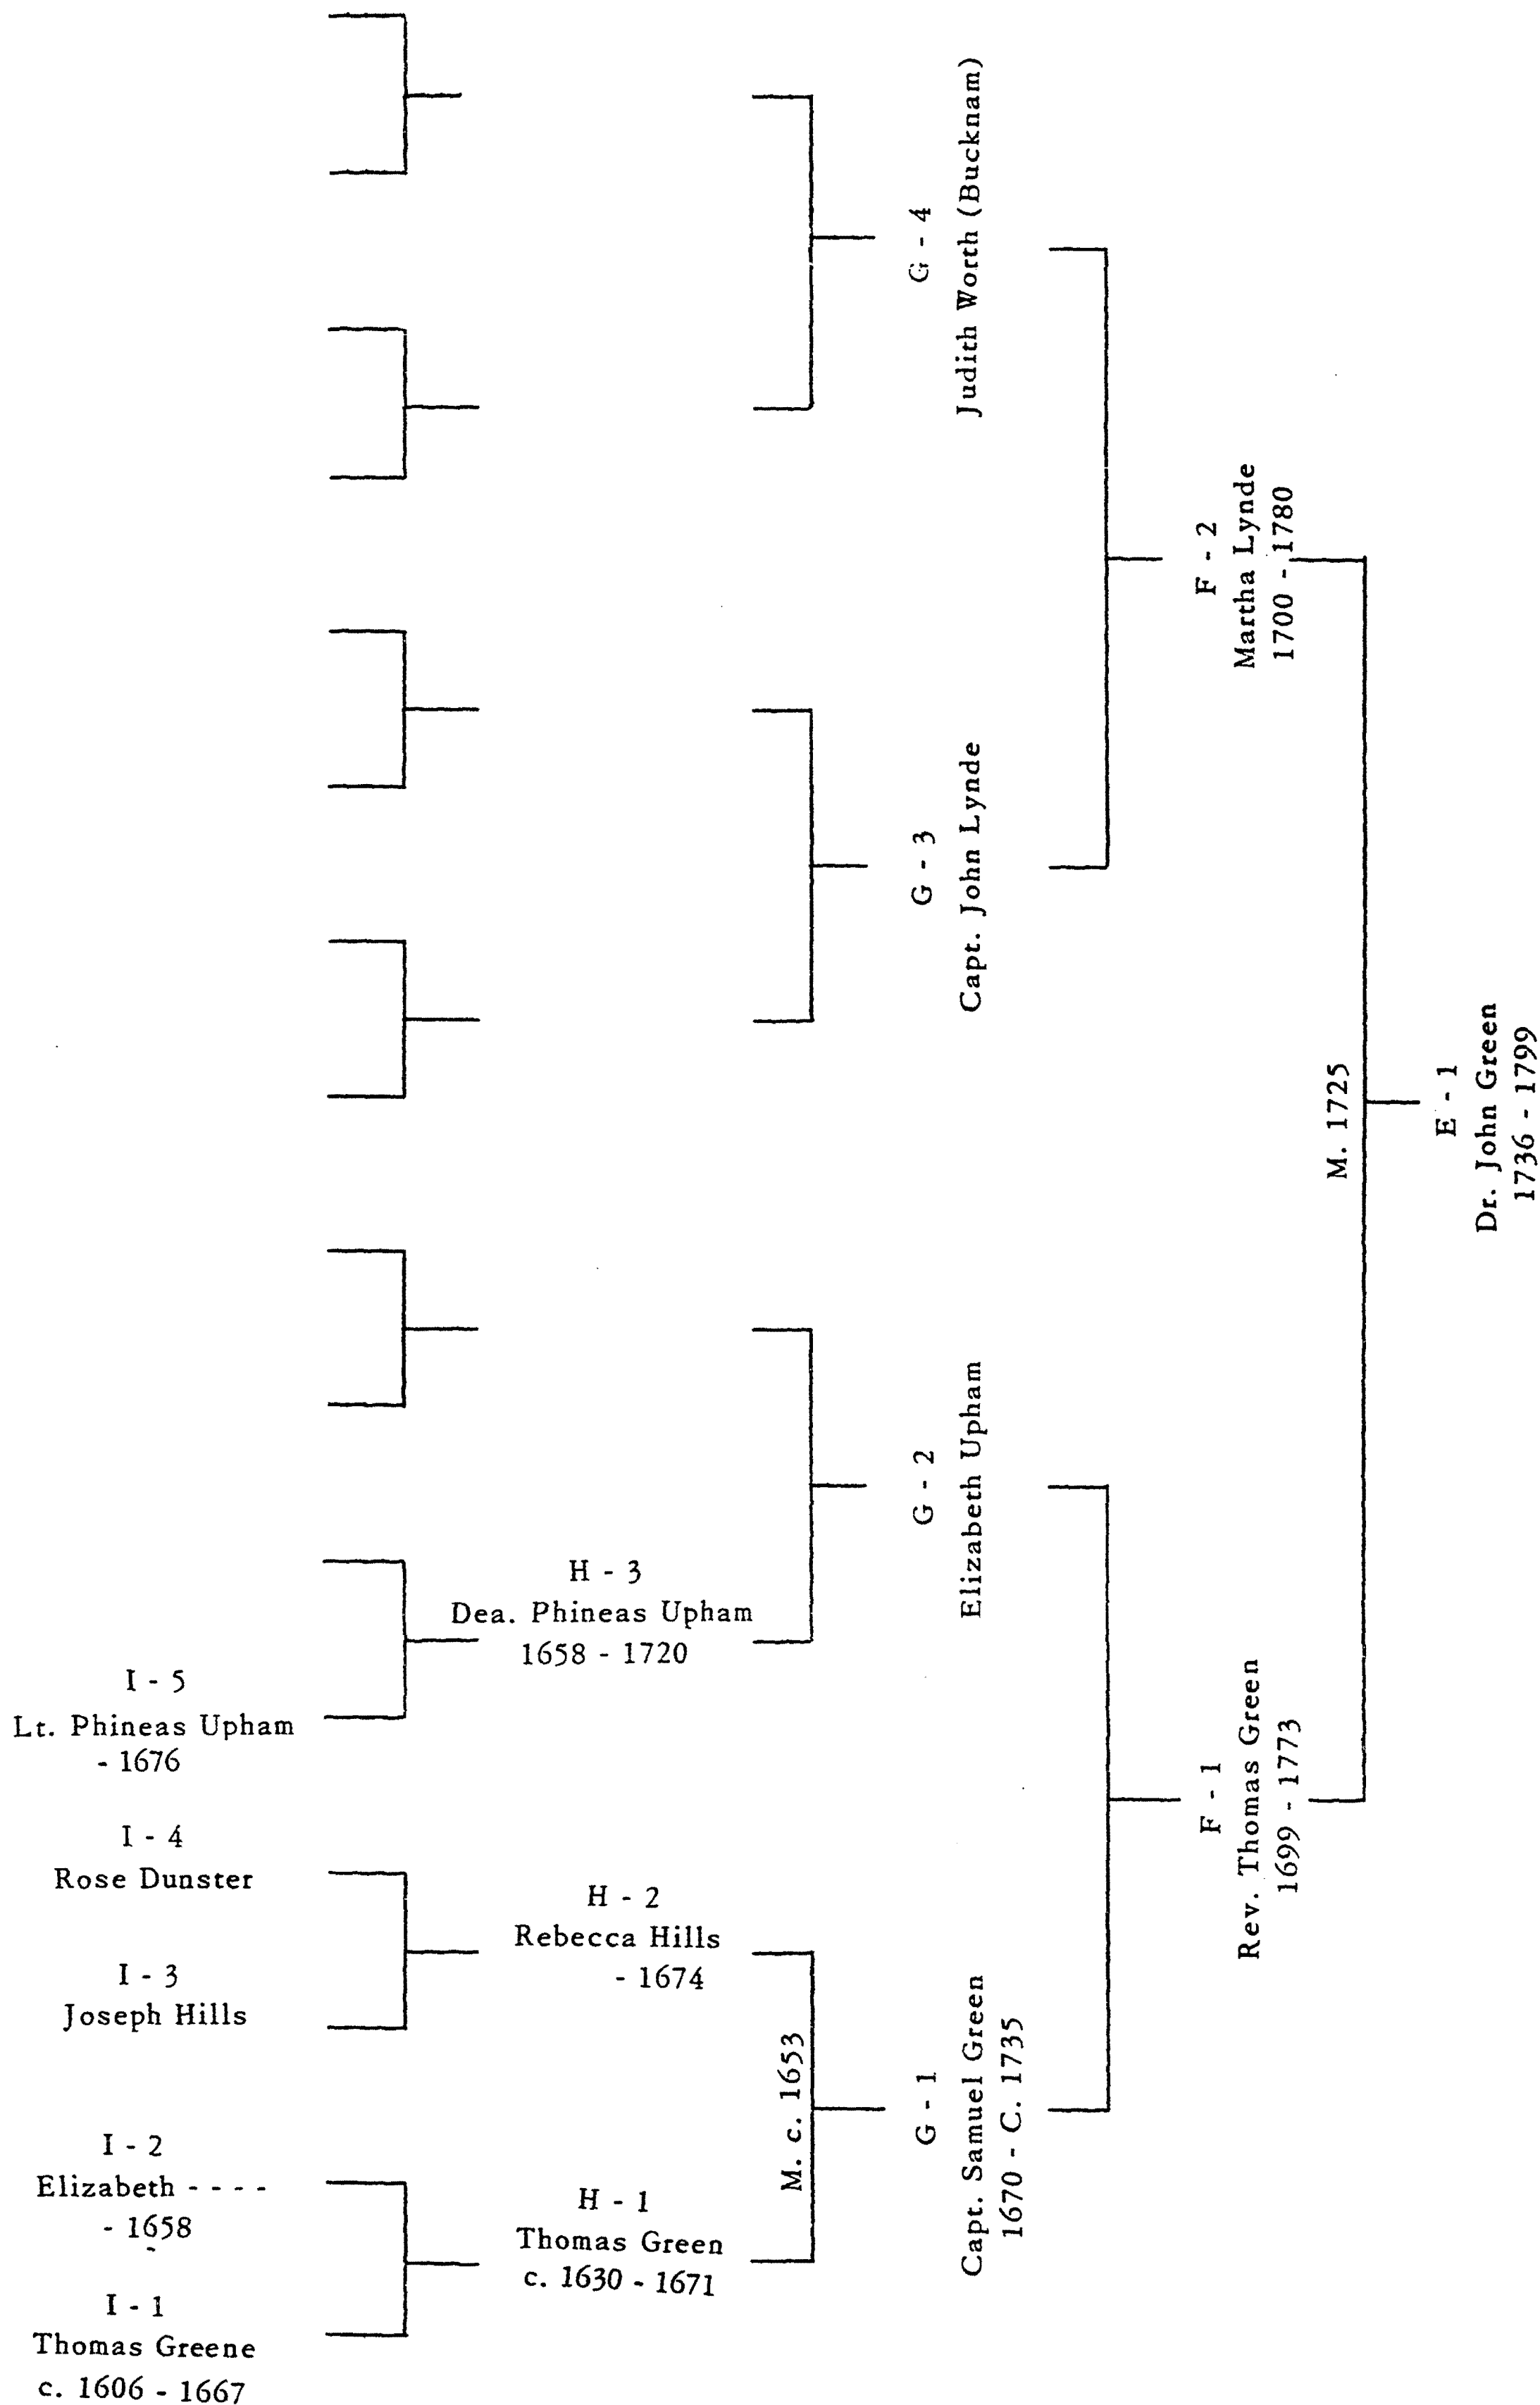 I - 1
Thomas Greene
c. 1606 - 1667
I - 2
Elizabeth - - - -
- 1658
I - 3
Joseph Hills
I - 4
Rose Dunster
I - 5
Lt. Phineas Upham
- 1676
H - 1
Thomas Green
c. 1630 - 1671
H - 2
Rebecca Hills
- 1674
H - 3
Dea. Phineas Upham
1658 - 1720
M. c. 1653
G - 1
Capt. Samuel Green
1670 - C. 1735
G - 2
Elizabeth Upham
G - 3
Capt. John Lynde
G - 4
Judith Worth (Bucknam)
F - 1
Rev. Thomas Green
1699 - 1773
F - 2
Martha Lynde
1700 - 1780
M. 1725
E - 1
Dr. John Green
1736 - 1799